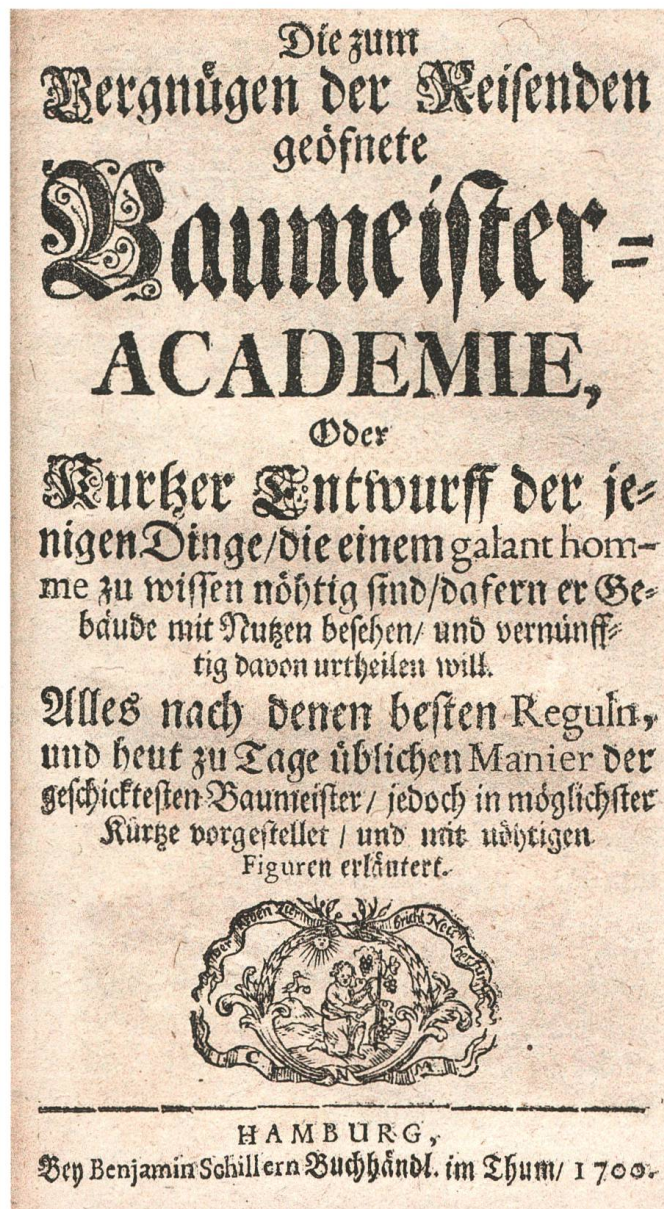 Die zum
Vergnügen der Reisenden
geöfnete
Baumeister-
ACADEMIE,
Oder
Kurtzer Entwurff der je-
nigen Dinge/die einem galant hom-
me zu wissen nöhtig sind/dafern er Ge-
bäude mit Nutzen besehen/ und vernünff-
tig davon urtheilen will.
Alles nach denen besten Reguln,
und heut zu Tage üblichen Manier der
geschicktesten Baumeister/ jedoch in möglichster
Kürtze vorgestellet / und mit nöhtigen
Figuren erläutert.
bricht
C N M
HAMBURG,
Bey Benjamin Schillern Buchhändl. im Thum/ 1700.